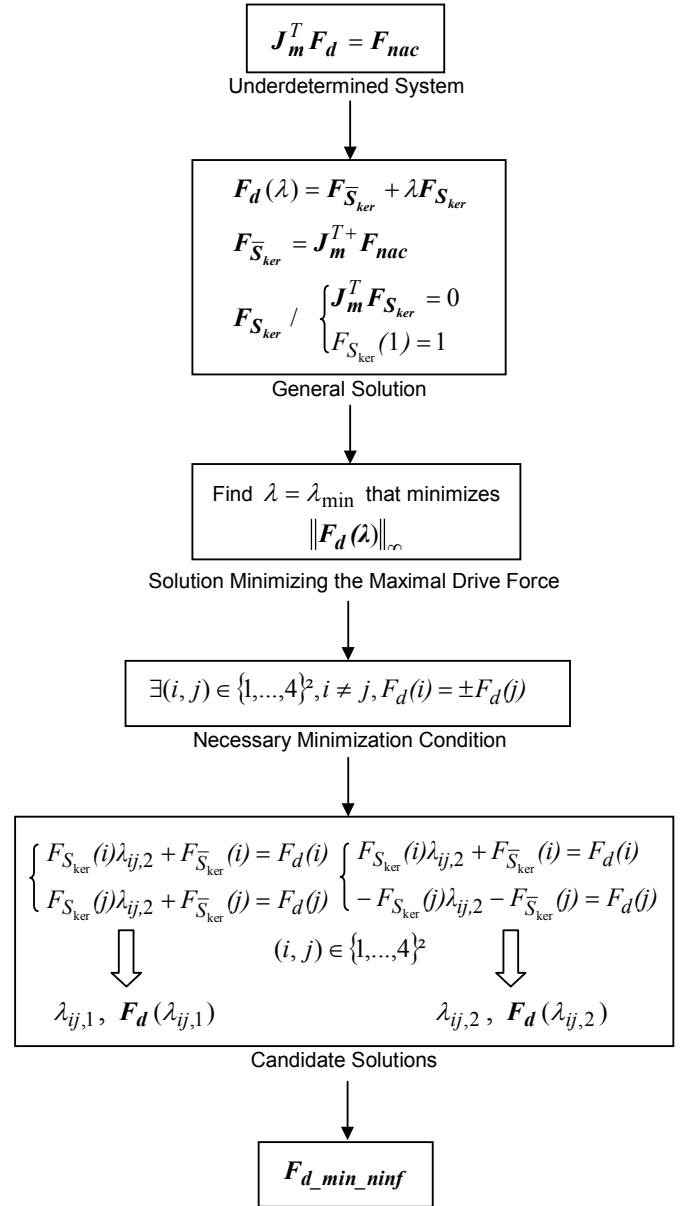 J_m^T F_d = F_nac
Underdetermined System
F_d(λ) = F_S̄ker + λF_Sker
F_S̄ker = J_m^T+ F_nac
F_Sker / { J_m^T F_Sker = 0
F_Sker(1) = 1
General Solution
Find λ = λ_min that minimizes
‖F_d(λ)‖_∞
Solution Minimizing the Maximal Drive Force
∃(i, j) ∈ {1,...,4}², i ≠ j, F_d(i) = ±F_d(j)
Necessary Minimization Condition
{ F_Sker(i)λ_ij,2 + F_S̄ker(i) = F_d(i) { F_Sker(i)λ_ij,2 + F_S̄ker(i) = F_d(i)
F_Sker(j)λ_ij,2 + F_S̄ker(j) = F_d(j) − F_Sker(j)λ_ij,2 − F_S̄ker(j) = F_d(j)
(i, j) ∈ {1,...,4}²
λ_ij,1 , F_d(λ_ij,1) λ_ij,2 , F_d(λ_ij,2)
Candidate Solutions
F_d_min_ninf